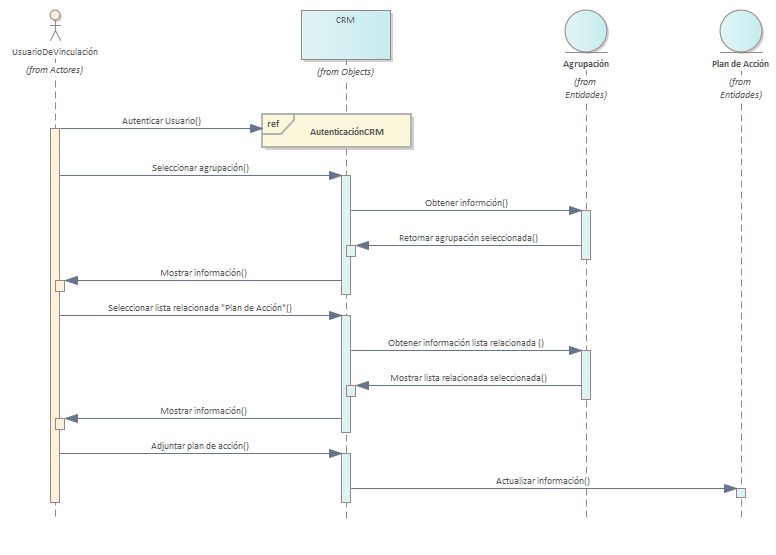 CRM
UsuarioDeVinculación
(from Actores)
(from Objects)
Agrupación
(from
Entidades)
Plan de Acción
(from
Entidades)
Autenticar Usuario()
ref
AutenticaciónCRM
Seleccionar agrupación()
Obtener informción()
Retornar agrupación seleccionada()
Mostrar información()
Seleccionar lista relacionada "Plan de Acción"()
Obtener información lista relacionada ()
Mostrar lista relacionada seleccionada()
Mostrar información()
Adjuntar plan de acción()
Actualizar información()